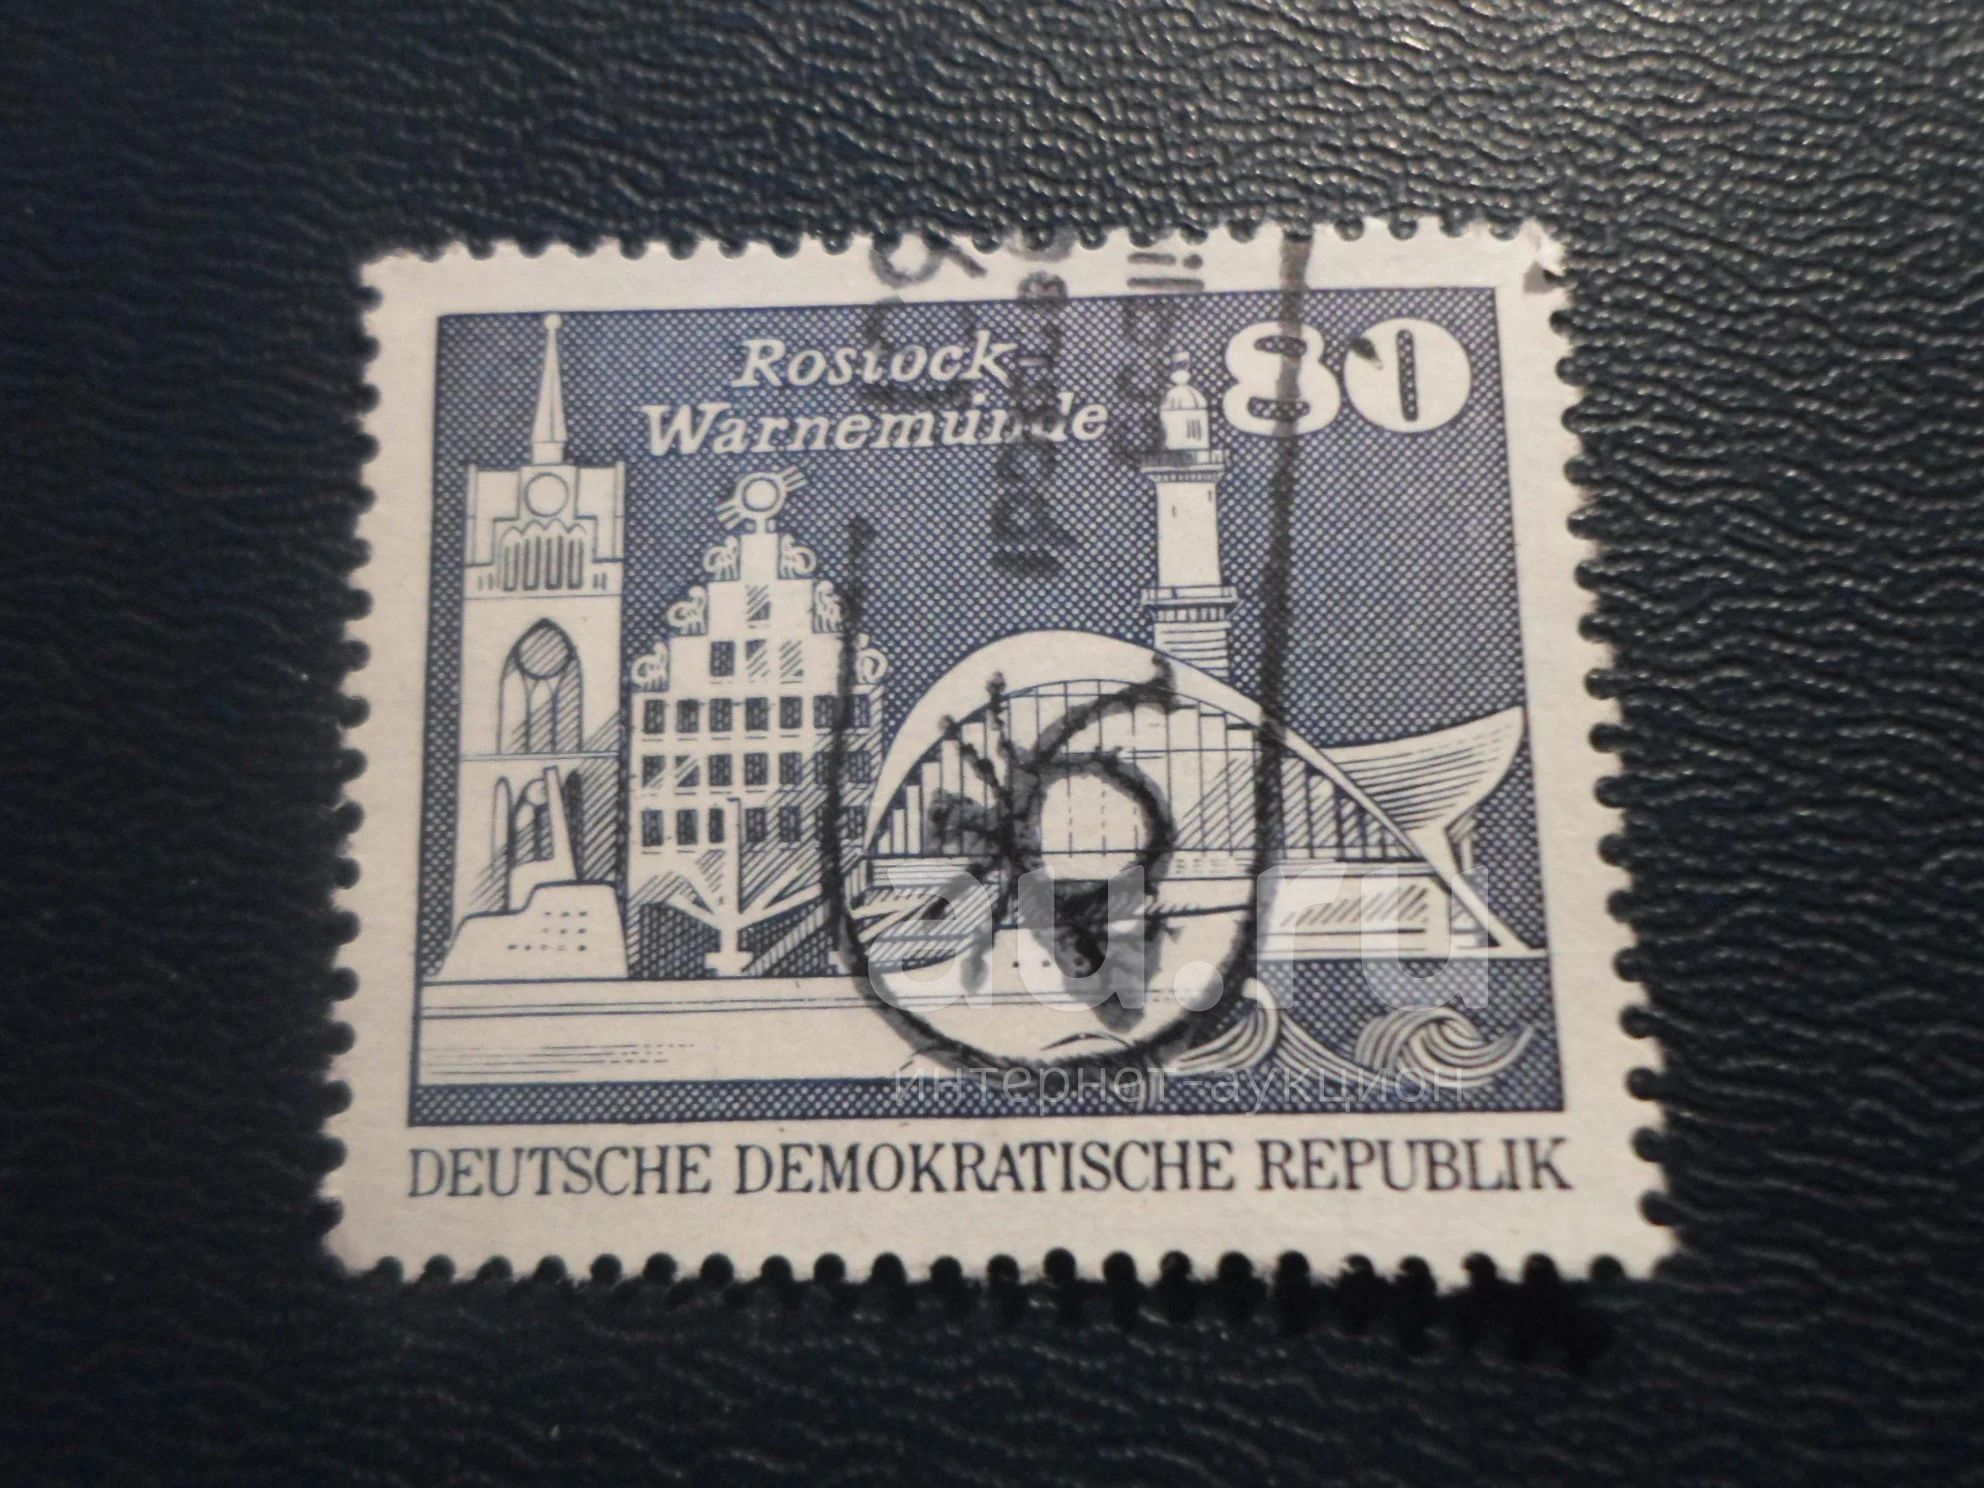 Rostock-
Warnemünde
80
DEUTSCHE DEMOKRATISCHE REPUBLIK
au.ru
интернет-аукцион